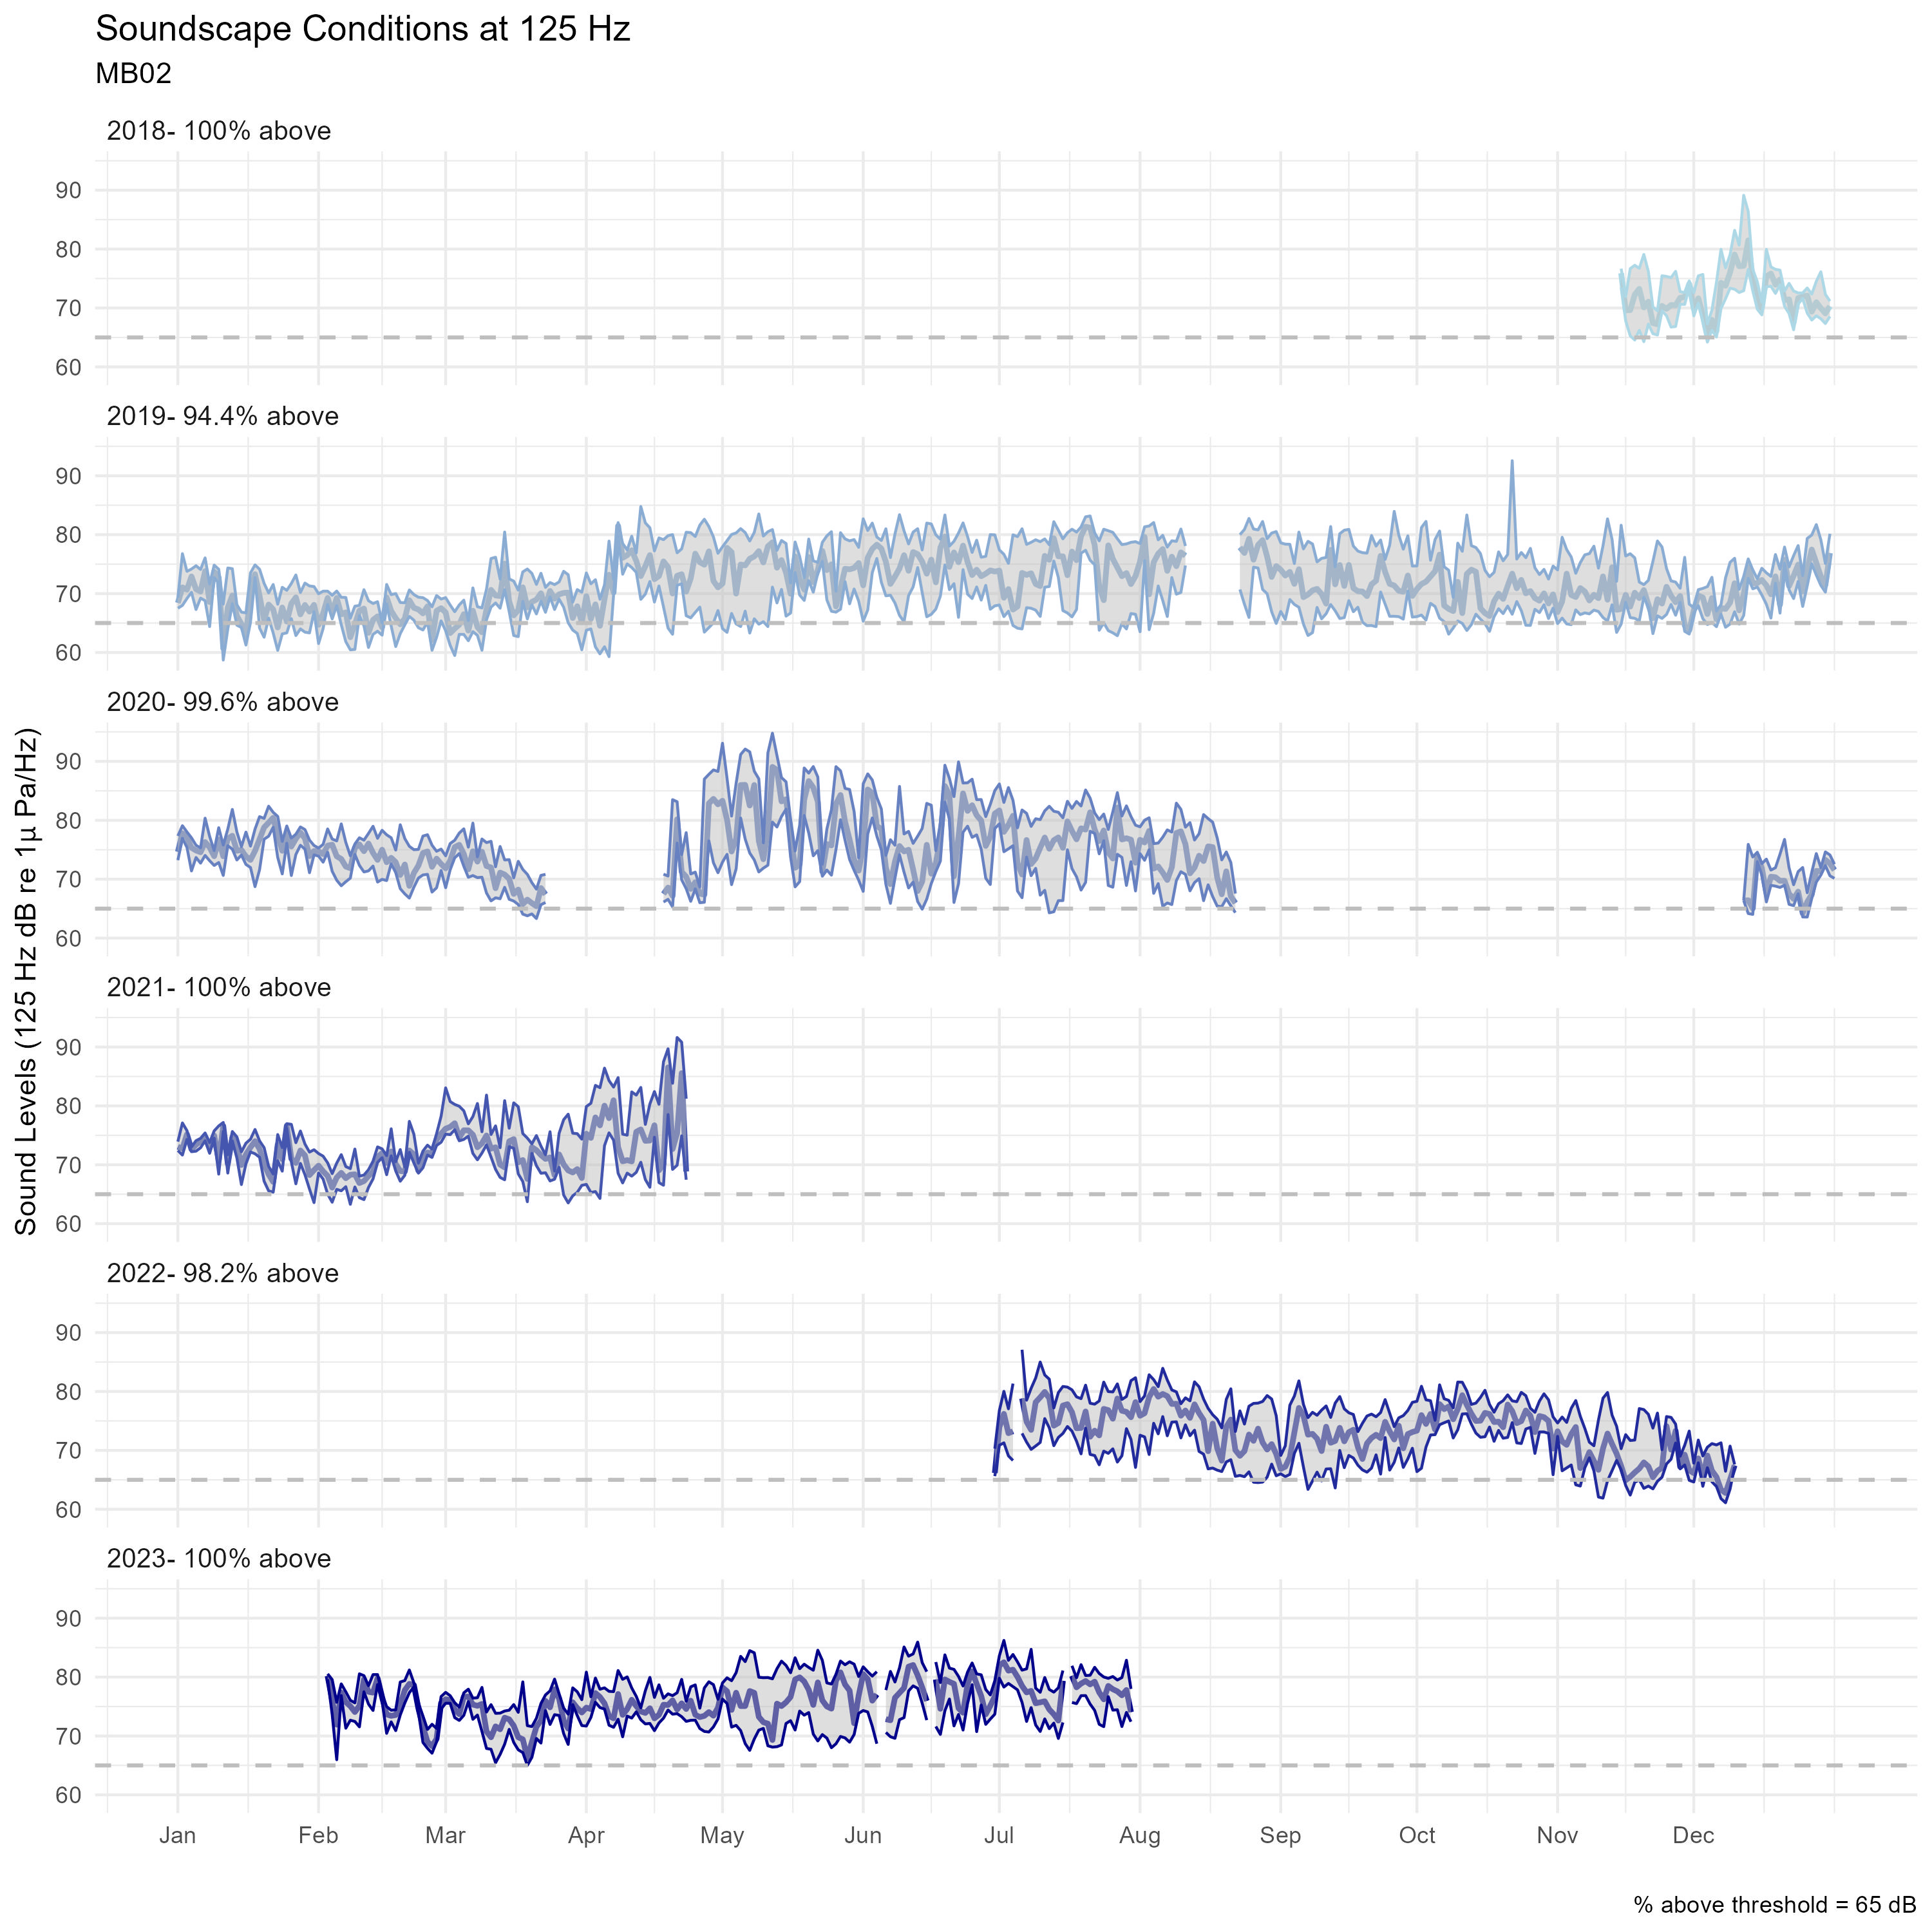 Soundscape Conditions at 125 Hz
MB02
2018- 100% above
90
80
70
60
2019- 94.4% above
90
80
70
60
2020- 99.6% above
90
80
70
60
2021- 100% above
90
80
70
60
2022- 98.2% above
90
80
70
60
2023- 100% above
90
80
70
60
Sound Levels (125 Hz dB re 1µ Pa/Hz)
Jan Feb Mar Apr May Jun Jul Aug Sep Oct Nov Dec
% above threshold = 65 dB